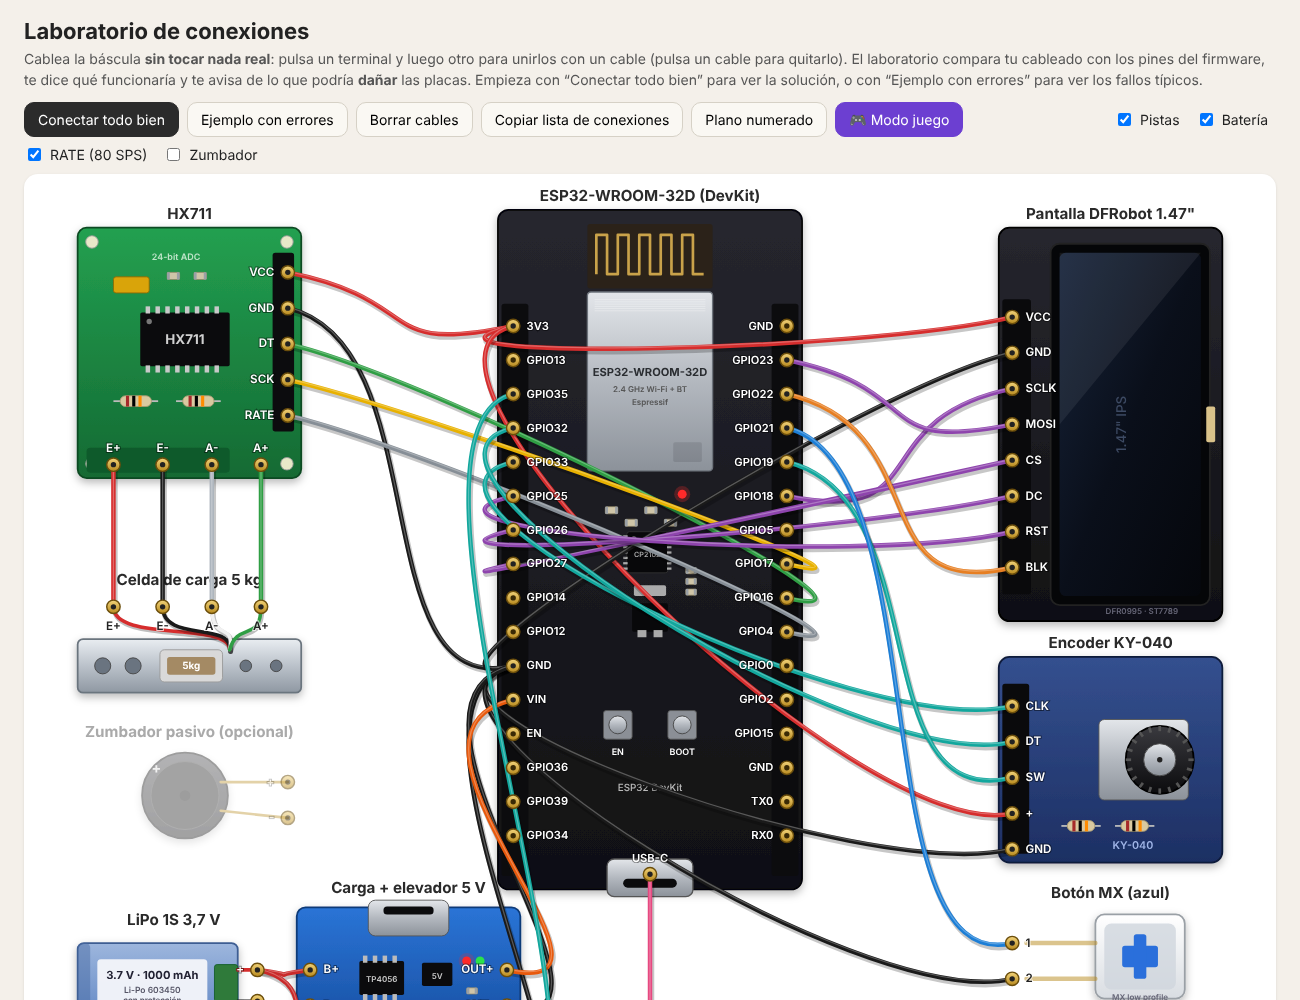 Laboratorio de conexiones
Cablea la báscula sin tocar nada real: pulsa un terminal y luego otro para unirlos con un cable (pulsa un cable para quitarlo). El laboratorio compara tu cableado con los pines del firmware,
te dice qué funcionaría y te avisa de lo que podría dañar las placas. Empieza con “Conectar todo bien” para ver la solución, o con “Ejemplo con errores” para ver los fallos típicos.
Conectar todo bien
Ejemplo con errores
Borrar cables
Copiar lista de conexiones
Plano numerado
🎮 Modo juego
Pistas
Batería
RATE (80 SPS)
Zumbador
HX711
24-bit ADC
HX711
VCC
GND
DT
SCK
RATE
E+
E-
A-
A+
Celda de carga 5 kg
E+
E-
A-
A+
5kg
Zumbador pasivo (opcional)
+
+
−
LiPo 1S 3,7 V
3.7 V · 1000 mAh
Li-Po 603450
con protección
+
Carga + elevador 5 V
B+
TP4056
5V
OUT+
ESP32-WROOM-32D (DevKit)
ESP32-WROOM-32D
2.4 GHz Wi-Fi + BT
Espressif
3V3
GPIO13
GPIO35
GPIO32
GPIO33
GPIO25
GPIO26
GPIO27
GPIO14
GPIO12
GND
VIN
EN
GPIO36
GPIO39
GPIO34
GND
GPIO23
GPIO22
GPIO21
GPIO19
GPIO18
GPIO5
GPIO17
GPIO16
GPIO4
GPIO0
GPIO2
GPIO15
GND
TX0
RX0
EN
BOOT
ESP32 DevKit
USB-C
Pantalla DFRobot 1.47"
VCC
GND
SCLK
MOSI
CS
DC
RST
BLK
1.47" IPS
DFR0995 · ST7789
Encoder KY-040
CLK
DT
SW
+
GND
KY-040
Botón MX (azul)
1
2
MX low profile